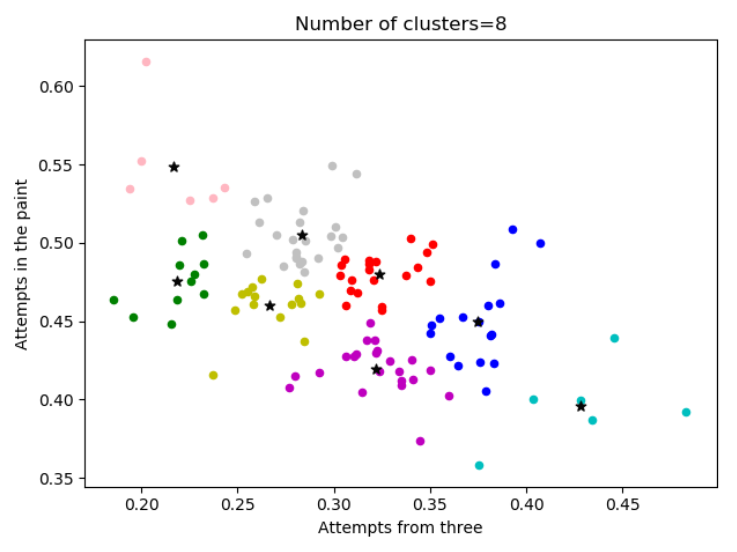 Number of clusters=8
0.60
0.55
0.50
0.45
0.40
0.35
Attempts in the paint
0.20 0.25 0.30 0.35 0.40 0.45
Attempts from three